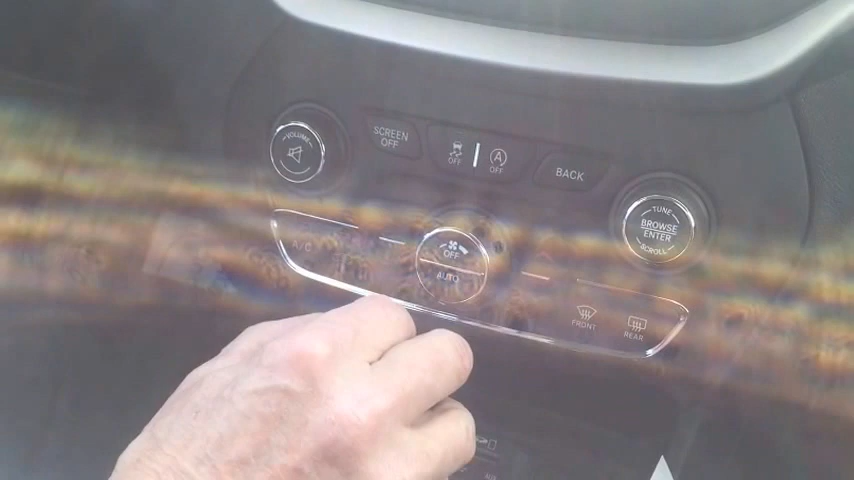 VOLUME
SCREEN
OFF
OFF
A
OFF
BACK
TUNE
BROWSE
ENTER
SCROLL
A/C
OFF
AUTO
FRONT
REAR